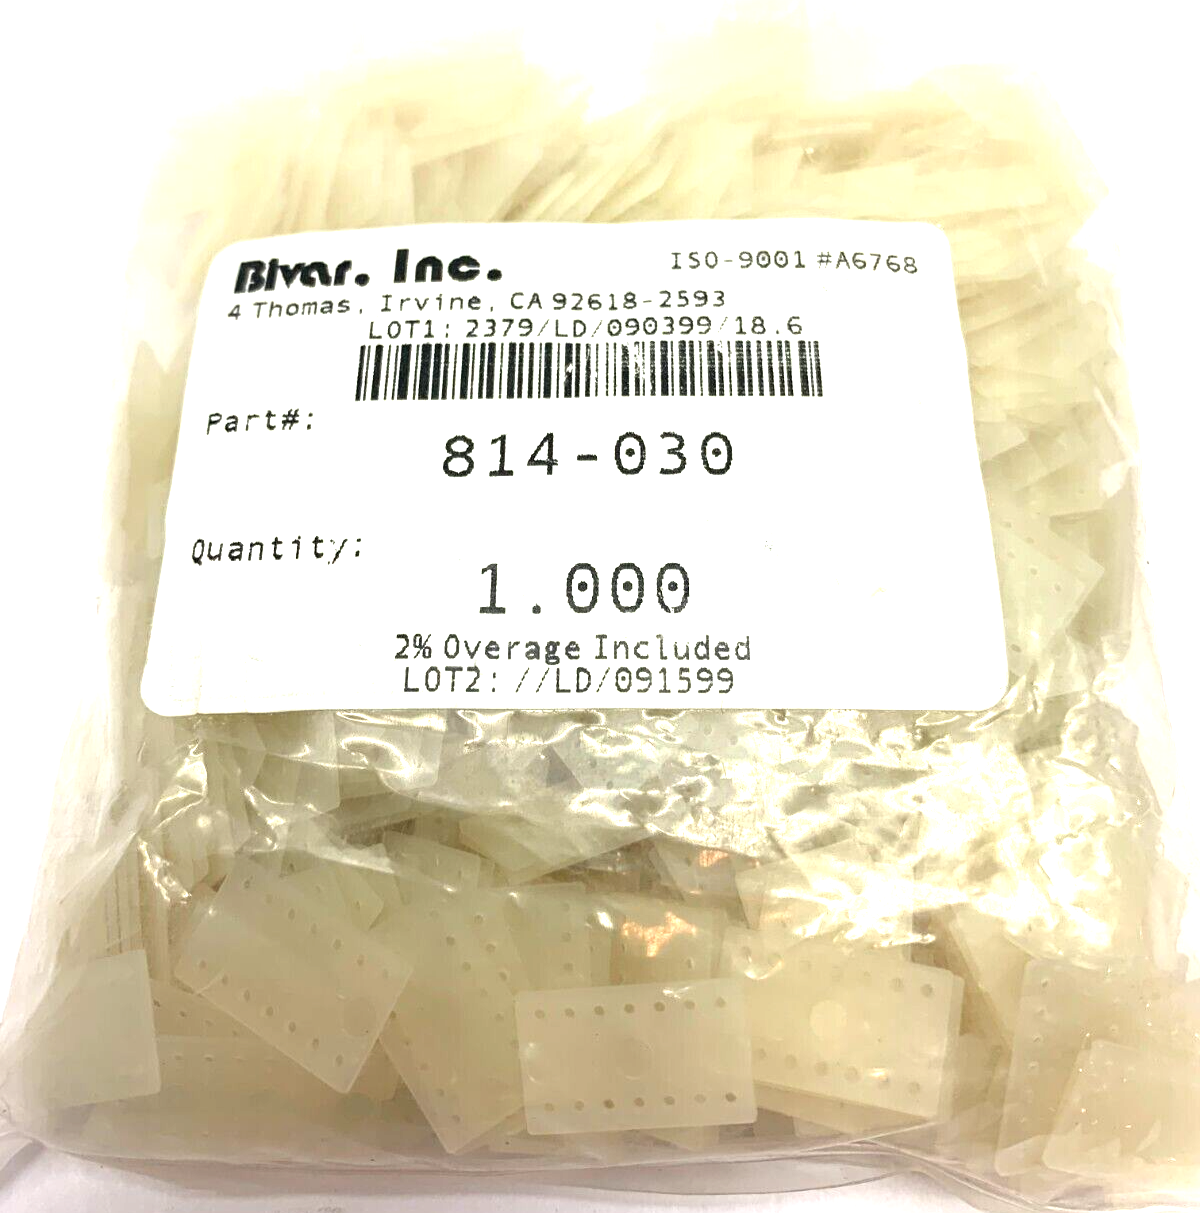 Bivar, Inc. ISO-9001 #A6768
4 Thomas, Irvine, CA 92618-2593
LOT1: 2379/LD/090399/18.6
Part#:
814-030
Quantity:
1.000
2% Overage Included
LOT2: //LD/091599